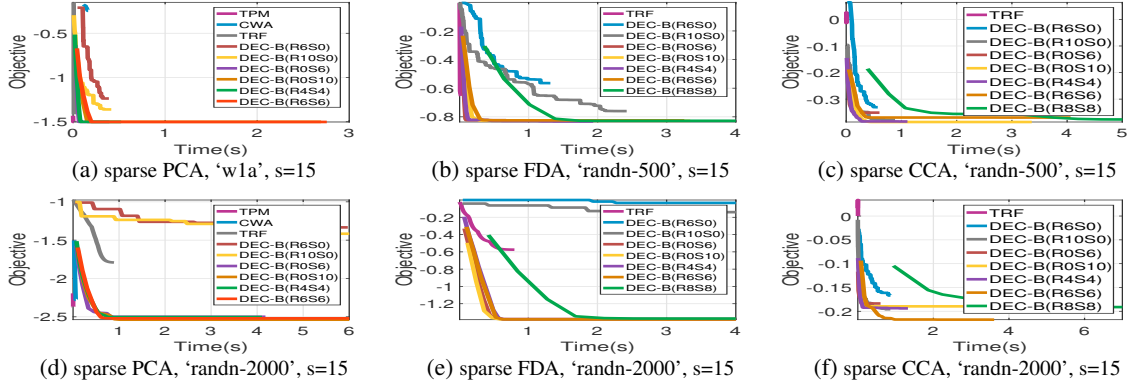 Objective
-0.5
-1
-1.5
0 1 2 3
Time(s)
TPM
CWA
TRF
DEC-B(R6S0)
DEC-B(R10S0)
DEC-B(R0S6)
DEC-B(R0S10)
DEC-B(R4S4)
DEC-B(R6S6)
(a) sparse PCA, ‘w1a’, s=15
Objective
0
-0.2
-0.4
-0.6
-0.8
1 2 3 4
Time(s)
TRF
DEC-B(R6S0)
DEC-B(R10S0)
DEC-B(R0S6)
DEC-B(R0S10)
DEC-B(R4S4)
DEC-B(R6S6)
DEC-B(R8S8)
(b) sparse FDA, ‘randn-500’, s=15
Objective
0
-0.1
-0.2
-0.3
0 1 2 3 4 5
Time(s)
TRF
DEC-B(R6S0)
DEC-B(R10S0)
DEC-B(R0S6)
DEC-B(R0S10)
DEC-B(R4S4)
DEC-B(R6S6)
DEC-B(R8S8)
(c) sparse CCA, ‘randn-500’, s=15
Objective
-1
-1.5
-2
-2.5
0 1 2 3 4 5 6
Time(s)
TPM
CWA
TRF
DEC-B(R6S0)
DEC-B(R10S0)
DEC-B(R0S6)
DEC-B(R0S10)
DEC-B(R4S4)
DEC-B(R6S6)
(d) sparse PCA, ‘randn-2000’, s=15
Objective
-0.2
-0.4
-0.6
-0.8
-1
-1.2
1 2 3 4
Time(s)
TRF
DEC-B(R6S0)
DEC-B(R10S0)
DEC-B(R0S6)
DEC-B(R0S10)
DEC-B(R4S4)
DEC-B(R6S6)
DEC-B(R8S8)
(e) sparse FDA, ‘randn-2000’, s=15
Objective
0
-0.05
-0.1
-0.15
-0.2
2 4 6
Time(s)
TRF
DEC-B(R6S0)
DEC-B(R10S0)
DEC-B(R0S6)
DEC-B(R0S10)
DEC-B(R4S4)
DEC-B(R6S6)
DEC-B(R8S8)
(f) sparse CCA, ‘randn-2000’, s=15